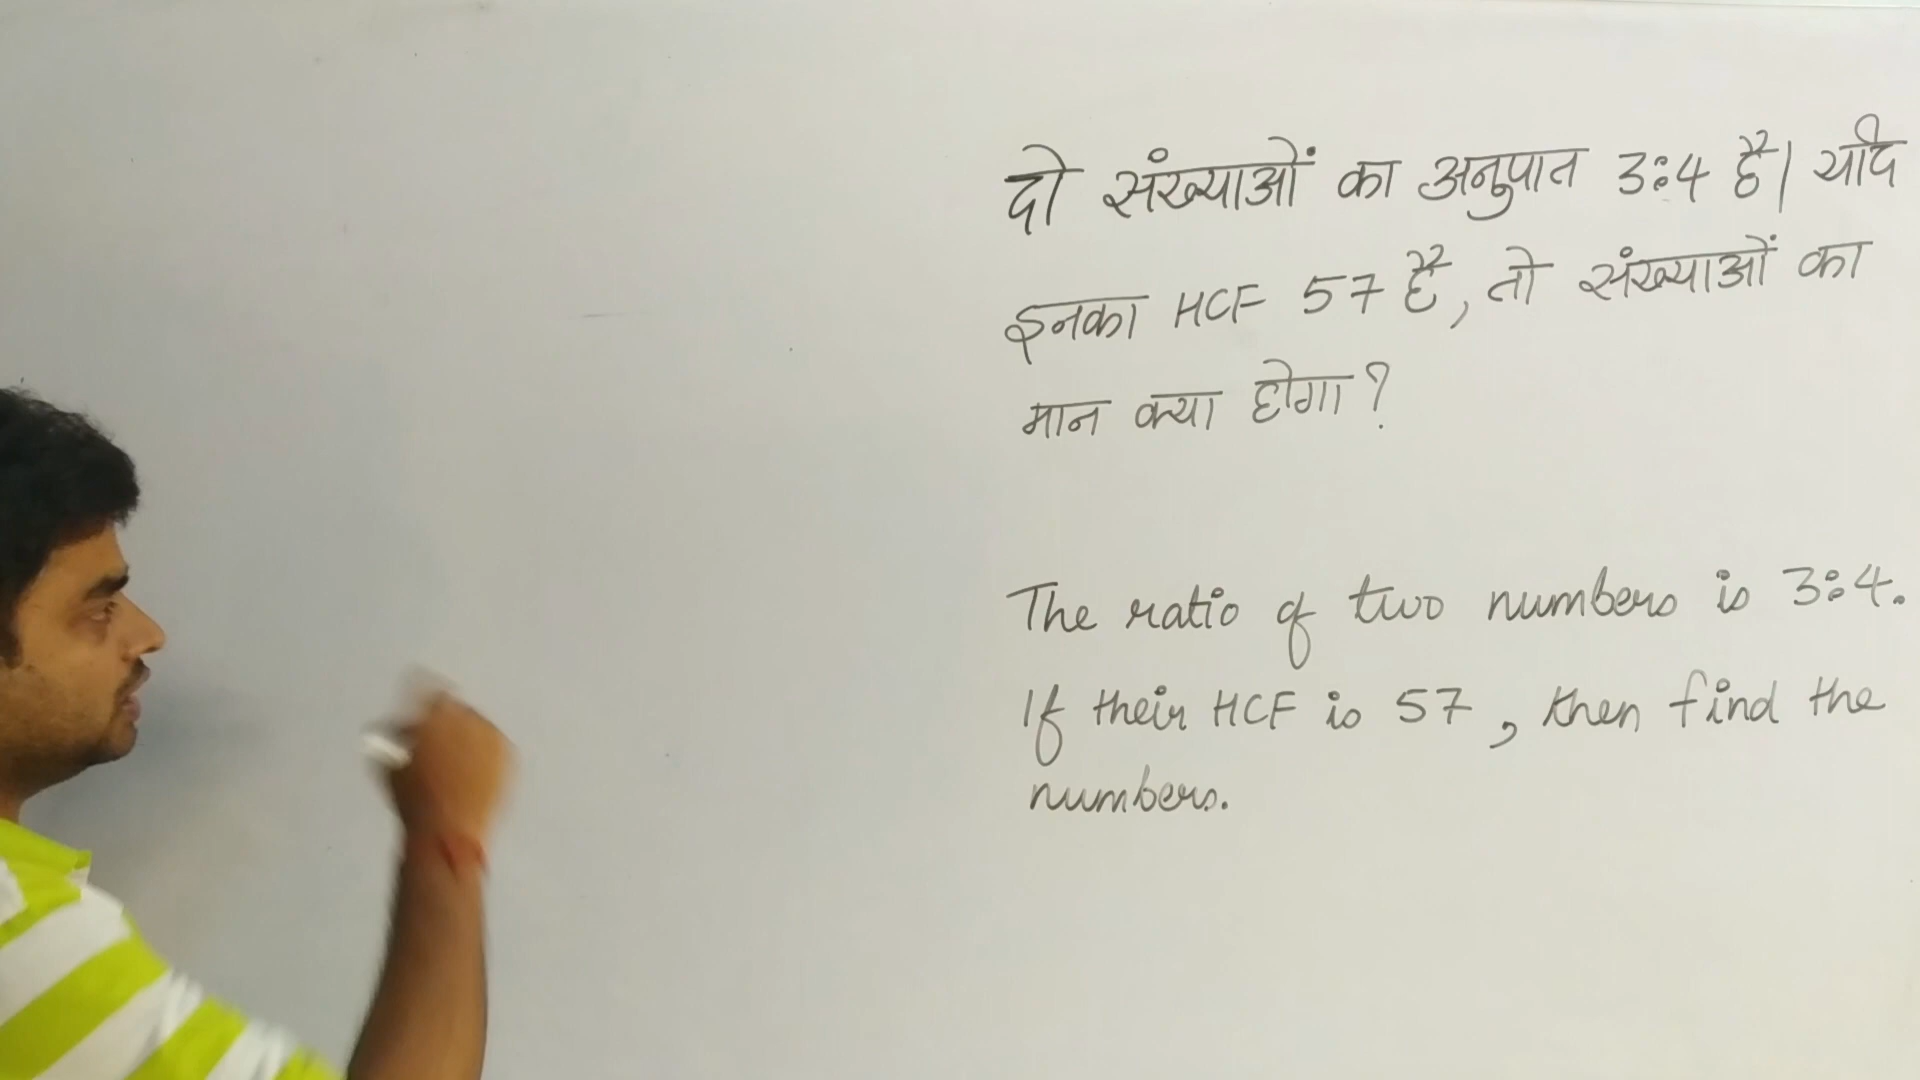 दो संख्याओं का अनुपात 3:4 है। यदि
इनका HCF 57 है, तो संख्याओं का
मान क्या होगा?
The ratio of two numbers is 3:4.
If their HCF is 57, then find the
numbers.